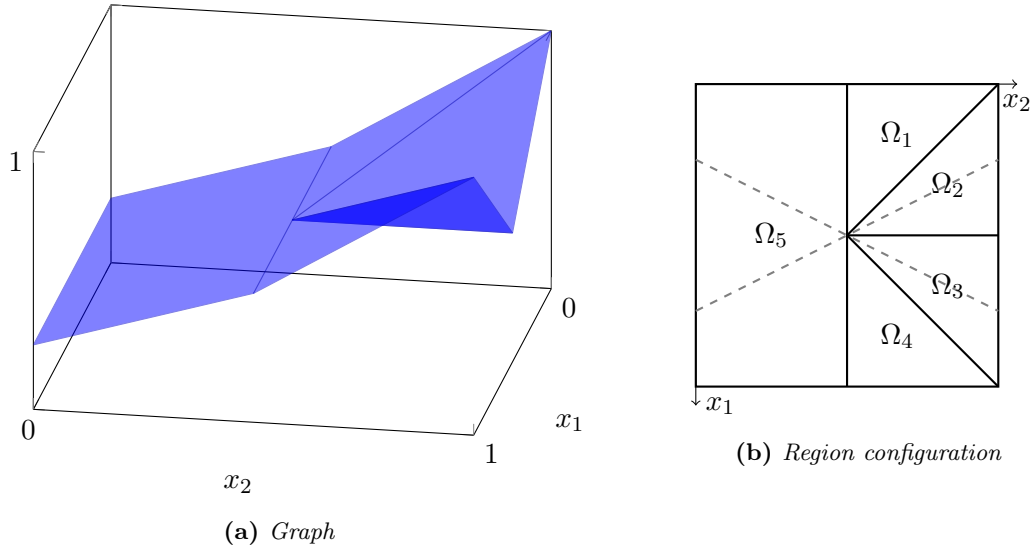 1
0
x₁
0
1
x₂
(a) Graph
x₂
Ω₁
Ω₂
Ω₅
Ω₃
Ω₄
x₁
(b) Region configuration